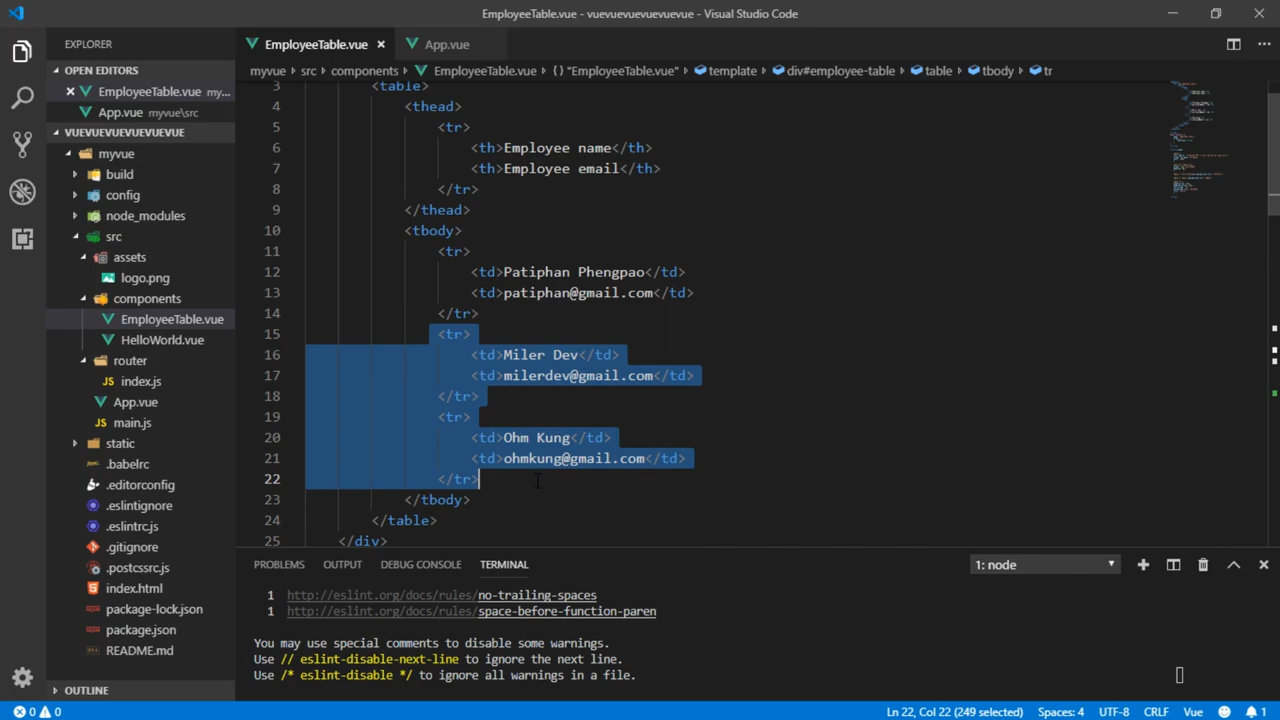 EmployeeTable.vue - vuevuevuevuevuevue - Visual Studio Code
EXPLORER
OPEN EDITORS
EmployeeTable.vue my...
App.vue myvue\src
VUEVUEVUEVUEVUEVUE
myvue
build
config
node_modules
src
assets
logo.png
components
EmployeeTable.vue
HelloWorld.vue
router
index.js
App.vue
main.js
static
.babelrc
.editorconfig
.eslintignore
.eslintrc.js
.gitignore
.postcssrc.js
index.html
package-lock.json
package.json
README.md
OUTLINE
EmployeeTable.vue App.vue
myvue src components EmployeeTable.vue {} "EmployeeTable.vue" template div#employee-table table tbody tr
3 <table>
4 <thead>
5 <tr>
6 <th>Employee name</th>
7 <th>Employee email</th>
8 </tr>
9 </thead>
10 <tbody>
11 <tr>
12 <td>Patiphan Phengpao</td>
13 <td>patiphan@gmail.com</td>
14 </tr>
15 <tr>
16 <td>Miler Dev</td>
17 <td>milerdev@gmail.com</td>
18 </tr>
19 <tr>
20 <td>Ohm Kung</td>
21 <td>ohmkung@gmail.com</td>
22 </tr>
23 </tbody>
24 </table>
25 </div>
PROBLEMS OUTPUT DEBUG CONSOLE TERMINAL 1: node
1 http://eslint.org/docs/rules/no-trailing-spaces
1 http://eslint.org/docs/rules/space-before-function-paren
You may use special comments to disable some warnings.
Use // eslint-disable-next-line to ignore the next line.
Use /* eslint-disable */ to ignore all warnings in a file.
0 0 Ln 22, Col 22 (249 selected) Spaces: 4 UTF-8 CRLF Vue 1